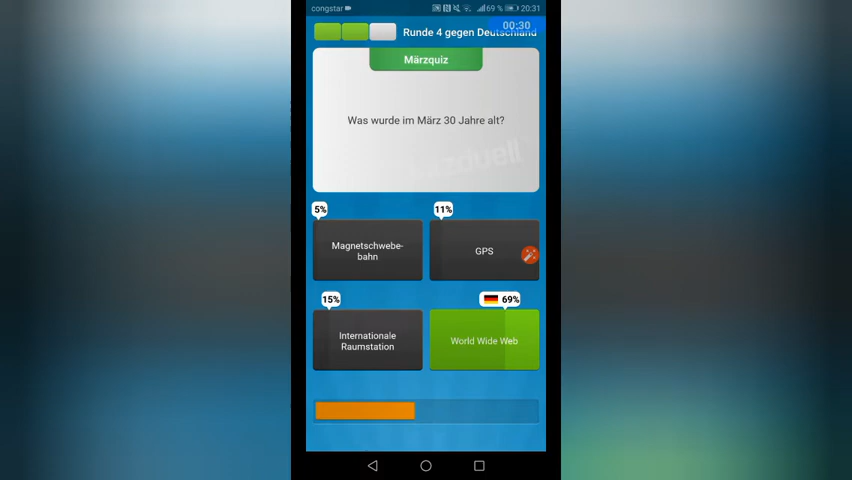 congstar
69 %
20:31
00:30
Runde 4 gegen Deutschland
Märzquiz
Was wurde im März 30 Jahre alt?
5%
11%
Magnetschwebe-
bahn
GPS
15%
69%
Internationale
Raumstation
World Wide Web